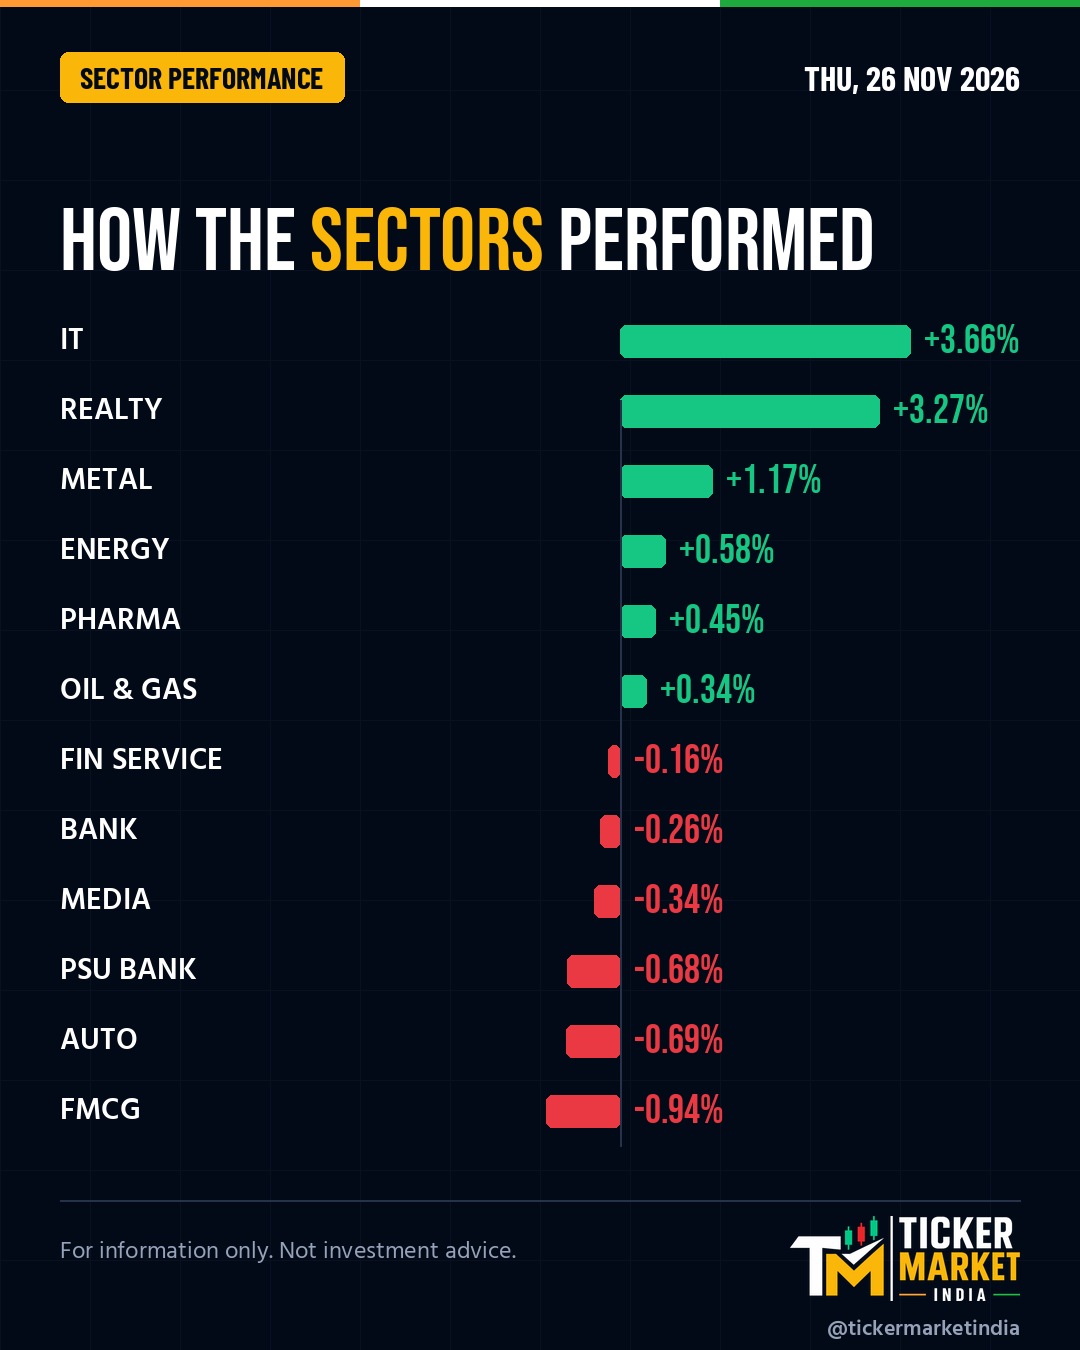 SECTOR PERFORMANCE
THU, 26 NOV 2026
HOW THE SECTORS PERFORMED
IT +3.66%
REALTY +3.27%
METAL +1.17%
ENERGY +0.58%
PHARMA +0.45%
OIL & GAS +0.34%
FIN SERVICE -0.16%
BANK -0.26%
MEDIA -0.34%
PSU BANK -0.68%
AUTO -0.69%
FMCG -0.94%
For information only. Not investment advice.
TM
TICKER
MARKET
INDIA
@tickermarketindia